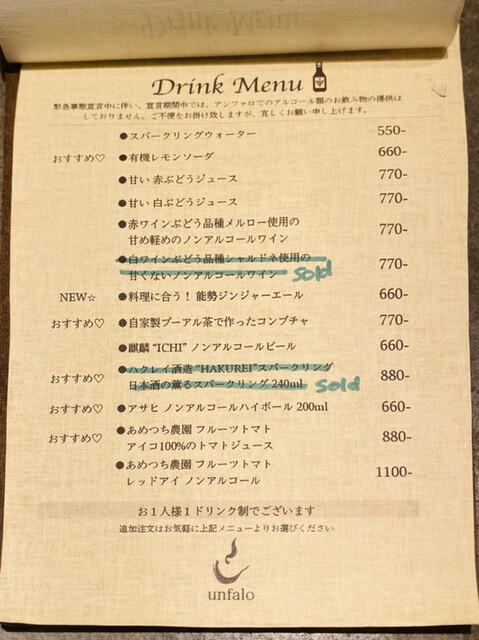 Drink Menu
緊急事態宣言中に伴い、宣言期間中では、アンファロでのアルコール類のお飲み物の提供は
しておりません。ご不便をお掛け致しますが、宜しくお願い申し上げます。
●スパークリングウォーター 550-
おすすめ♡ ●有機レモンソーダ 660-
●甘い 赤ぶどうジュース 770-
●甘い 白ぶどうジュース 770-
●赤ワインぶどう品種メルロー使用の
甘め軽めのノンアルコールワイン 770-
●白ワインぶどう品種シャルドネ使用の
甘くないノンアルコールワイン sold 770-
NEW☆ ●料理に合う! 能勢ジンジャーエール 660-
おすすめ♡ ●自家製プーアル茶で作ったコンブチャ 770-
●麒麟 “ICHI” ノンアルコールビール 660-
●ハクレイ酒造 “HAKUREI”スパークリング
おすすめ♡ 日本酒の薫るスパークリング 240ml sold 880-
おすすめ♡ ●アサヒ ノンアルコールハイボール 200ml 660-
おすすめ♡ ●あめつち農園 フルーツトマト
アイコ100%のトマトジュース 880-
●あめつち農園 フルーツトマト
レッドアイ ノンアルコール 1100-
お１人様１ドリンク制でございます
追加注文はお気軽に上記メニューよりお選びください
unfalo